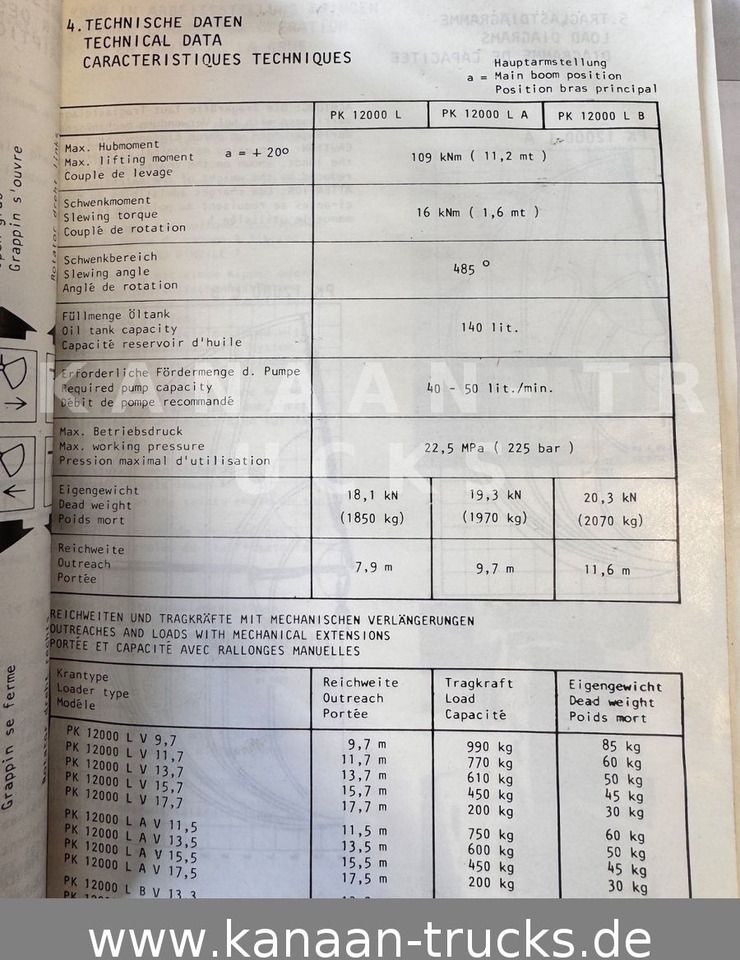 4. TECHNISCHE DATEN
TECHNICAL DATA
CARACTERISTIQUES TECHNIQUES
Hauptarmstellung
a = Main boom position
Position bras principal
PK 12000 L PK 12000 L A PK 12000 L B
Max. Hubmoment
Max. lifting moment a = + 20° 109 kNm ( 11,2 mt )
Couple de levage
Schwenkmoment
Slewing torque 16 kNm ( 1,6 mt )
Couplé de rotation
Schwenkbereich
Slewing angle 485 °
Anglé de rotation
Füllmenge öltank
Oil tank capacity 140 lit.
Capacité reservoir d'huile
Erforderliche Fördermenge d. Pumpe
Required pump capacity 40 - 50 lit./min.
Débit de pompe recommandé
Max. Betriebsdruck
Max. working pressure 22,5 MPa ( 225 bar )
Pression maximal d'utilisation
Eigengewicht 18,1 kN 19,3 kN 20,3 kN
Dead weight
Poids mort (1850 kg) (1970 kg) (2070 kg)
Reichweite
Outreach 7,9 m 9,7 m 11,6 m
Portée
REICHWEITEN UND TRAGKRÄFTE MIT MECHANISCHEN VERLÄNGERUNGEN
OUTREACHES AND LOADS WITH MECHANICAL EXTENSIONS
PORTÉE ET CAPACITÉ AVEC RALLONGES MANUELLES
Krantype Reichweite Tragkraft Eigengewicht
Loader type Outreach Load Dead weight
Modéle Portée Capacité Poids mort
PK 12000 L V 9,7 9,7 m 990 kg 85 kg
PK 12000 L V 11,7 11,7 m 770 kg 60 kg
PK 12000 L V 13,7 13,7 m 610 kg 50 kg
PK 12000 L V 15,7 15,7 m 450 kg 45 kg
PK 12000 L V 17,7 17,7 m 200 kg 30 kg
PK 12000 L A V 11,5 11,5 m 750 kg 60 kg
PK 12000 L A V 13,5 13,5 m 600 kg 50 kg
PK 12000 L A V 15,5 15,5 m 450 kg 45 kg
PK 12000 L A V 17,5 17,5 m 200 kg 30 kg
PK 12000 L B V 13,3
Grappin s'ouvre
Grappin se ferme
KANAAN-TR
UCKS
www.kanaan-trucks.de